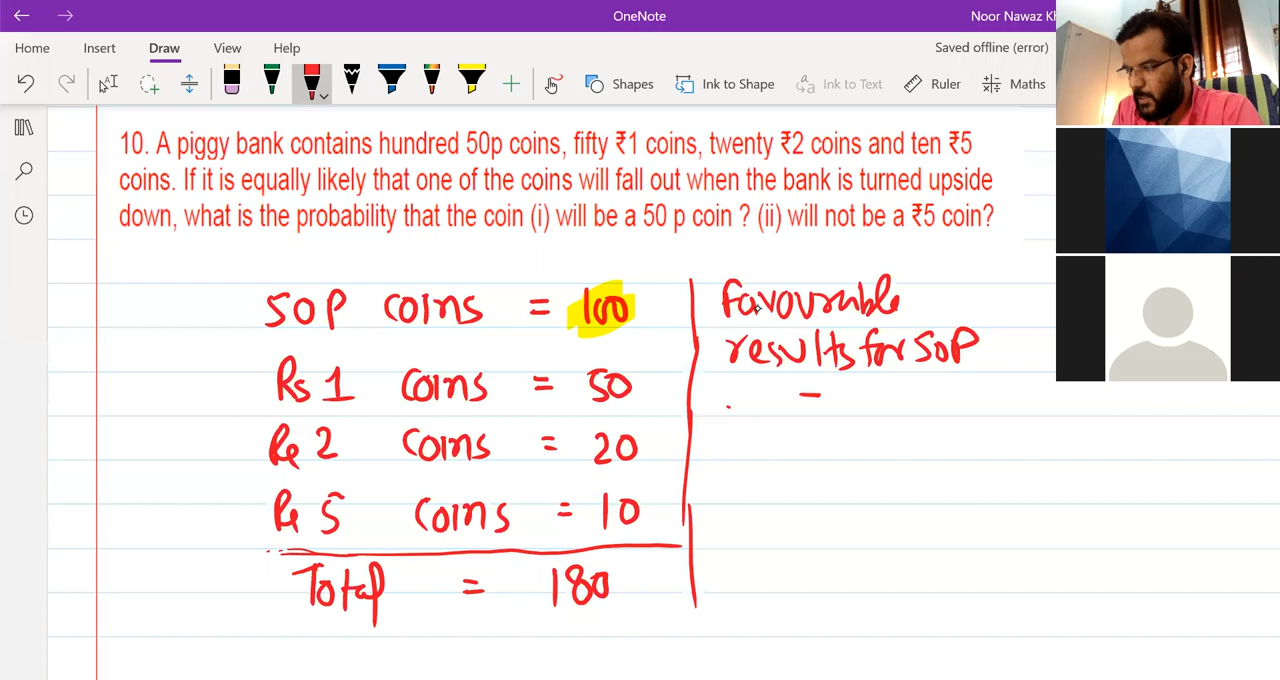 OneNote
Noor Nawaz Kh
Home Insert Draw View Help
Saved offline (error)
Shapes Ink to Shape Ink to Text Ruler Maths
10. A piggy bank contains hundred 50p coins, fifty ₹1 coins, twenty ₹2 coins and ten ₹5
coins. If it is equally likely that one of the coins will fall out when the bank is turned upside
down, what is the probability that the coin (i) will be a 50 p coin ? (ii) will not be a ₹5 coin?
50P coins = 100
Rs 1 coins = 50
Rs 2 coins = 20
Rs 5 coins = 10
Total = 180
favourable
results for 50P
=